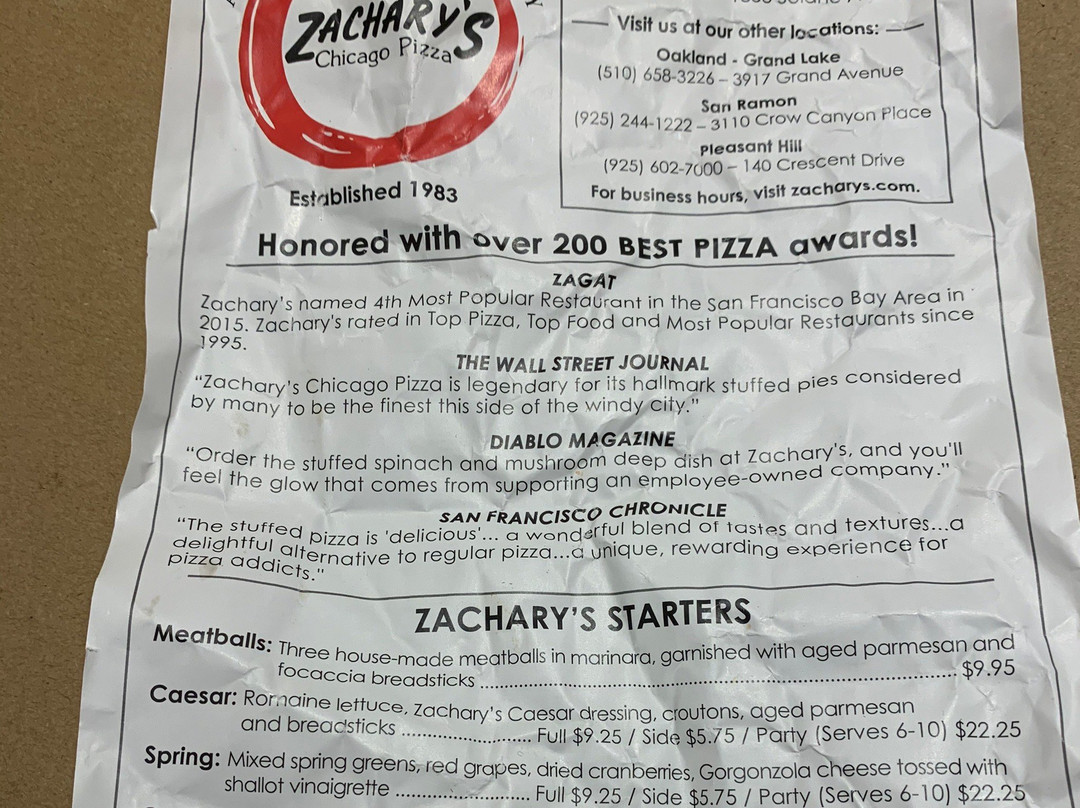 ZACHARY'S
Chicago Pizza
Established 1983
Visit us at our other locations:
Oakland - Grand Lake
(510) 658-3226 – 3917 Grand Avenue
San Ramon
(925) 244-1222 – 3110 Crow Canyon Place
Pleasant Hill
(925) 602-7000 – 140 Crescent Drive
For business hours, visit zacharys.com.
Honored with over 200 BEST PIZZA awards!
ZAGAT
Zachary's named 4th Most Popular Restaurant in the San Francisco Bay Area in
2015. Zachary's rated in Top Pizza, Top Food and Most Popular Restaurants since
1995.
THE WALL STREET JOURNAL
"Zachary's Chicago Pizza is legendary for its hallmark stuffed pies considered
by many to be the finest this side of the windy city."
DIABLO MAGAZINE
"Order the stuffed spinach and mushroom deep dish at Zachary's, and you'll
feel the glow that comes from supporting an employee-owned company."
SAN FRANCISCO CHRONICLE
"The stuffed pizza is 'delicious'... a wonderful blend of tastes and textures...a
delightful alternative to regular pizza...a unique, rewarding experience for
pizza addicts."
ZACHARY'S STARTERS
Meatballs: Three house-made meatballs in marinara, garnished with aged parmesan and
focaccia breadsticks ........................ $9.95
Caesar: Romaine lettuce, Zachary's Caesar dressing, croutons, aged parmesan
and breadsticks ........................ Full $9.25 / Side $5.75 / Party (Serves 6-10) $22.25
Spring: Mixed spring greens, red grapes, dried cranberries, Gorgonzola cheese tossed with
shallot vinaigrette ........................ Full $9.25 / Side $5.75 / Party (Serves 6-10) $22.25